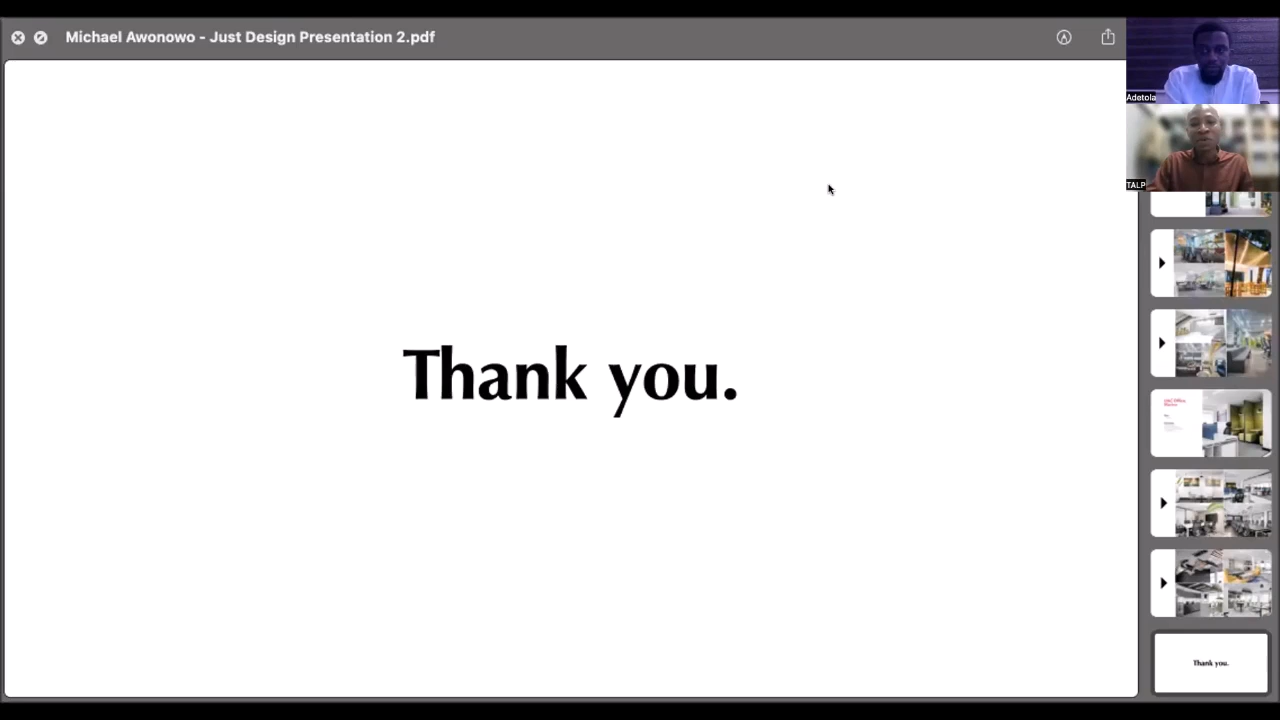 Michael Awonowo - Just Design Presentation 2.pdf
Adetola
TALP
Thank you.
Thank you.